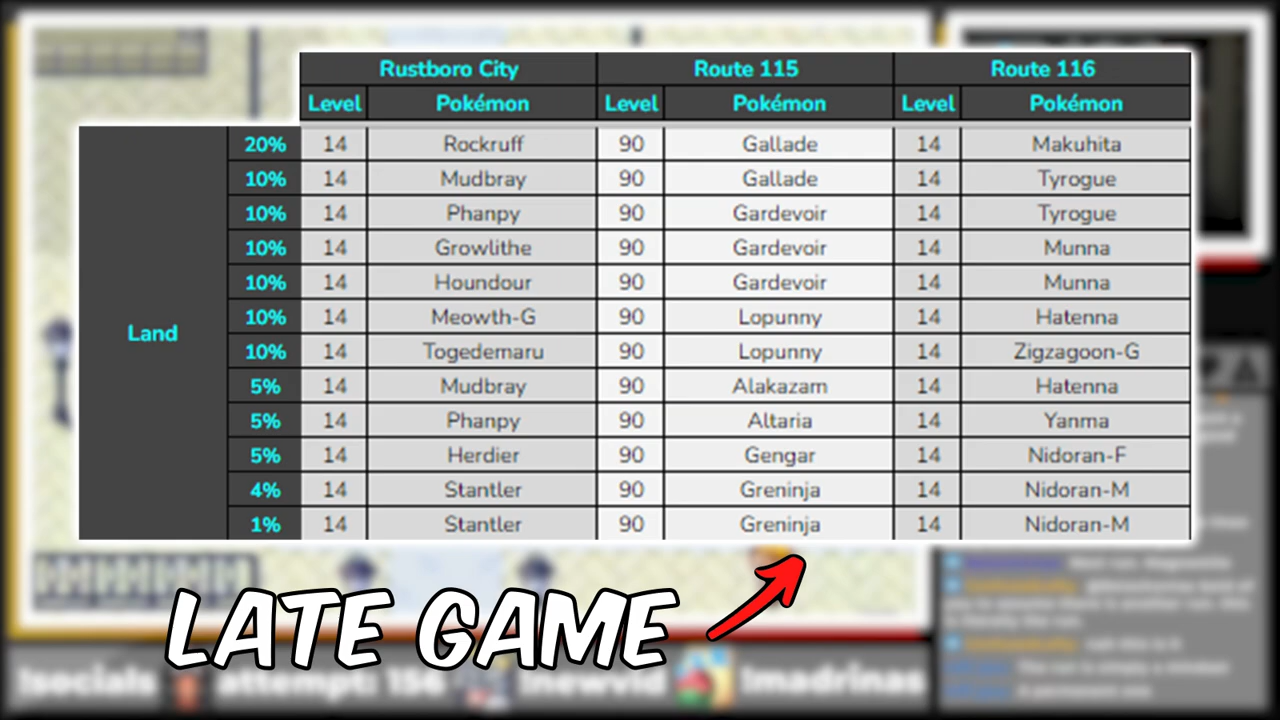 Rustboro City Route 115 Route 116
Level Pokémon Level Pokémon Level Pokémon
Land
20% 14 Rockruff 90 Gallade 14 Makuhita
10% 14 Mudbray 90 Gallade 14 Tyrogue
10% 14 Phanpy 90 Gardevoir 14 Tyrogue
10% 14 Growlithe 90 Gardevoir 14 Munna
10% 14 Houndour 90 Gardevoir 14 Munna
10% 14 Meowth-G 90 Lopunny 14 Hatenna
10% 14 Togedemaru 90 Lopunny 14 Zigzagoon-G
5% 14 Mudbray 90 Alakazam 14 Hatenna
5% 14 Phanpy 90 Altaria 14 Yanma
5% 14 Herdier 90 Gengar 14 Nidoran-F
4% 14 Stantler 90 Greninja 14 Nidoran-M
1% 14 Stantler 90 Greninja 14 Nidoran-M
LATE GAME
!socials attempt: 156 !newvid !madrinas